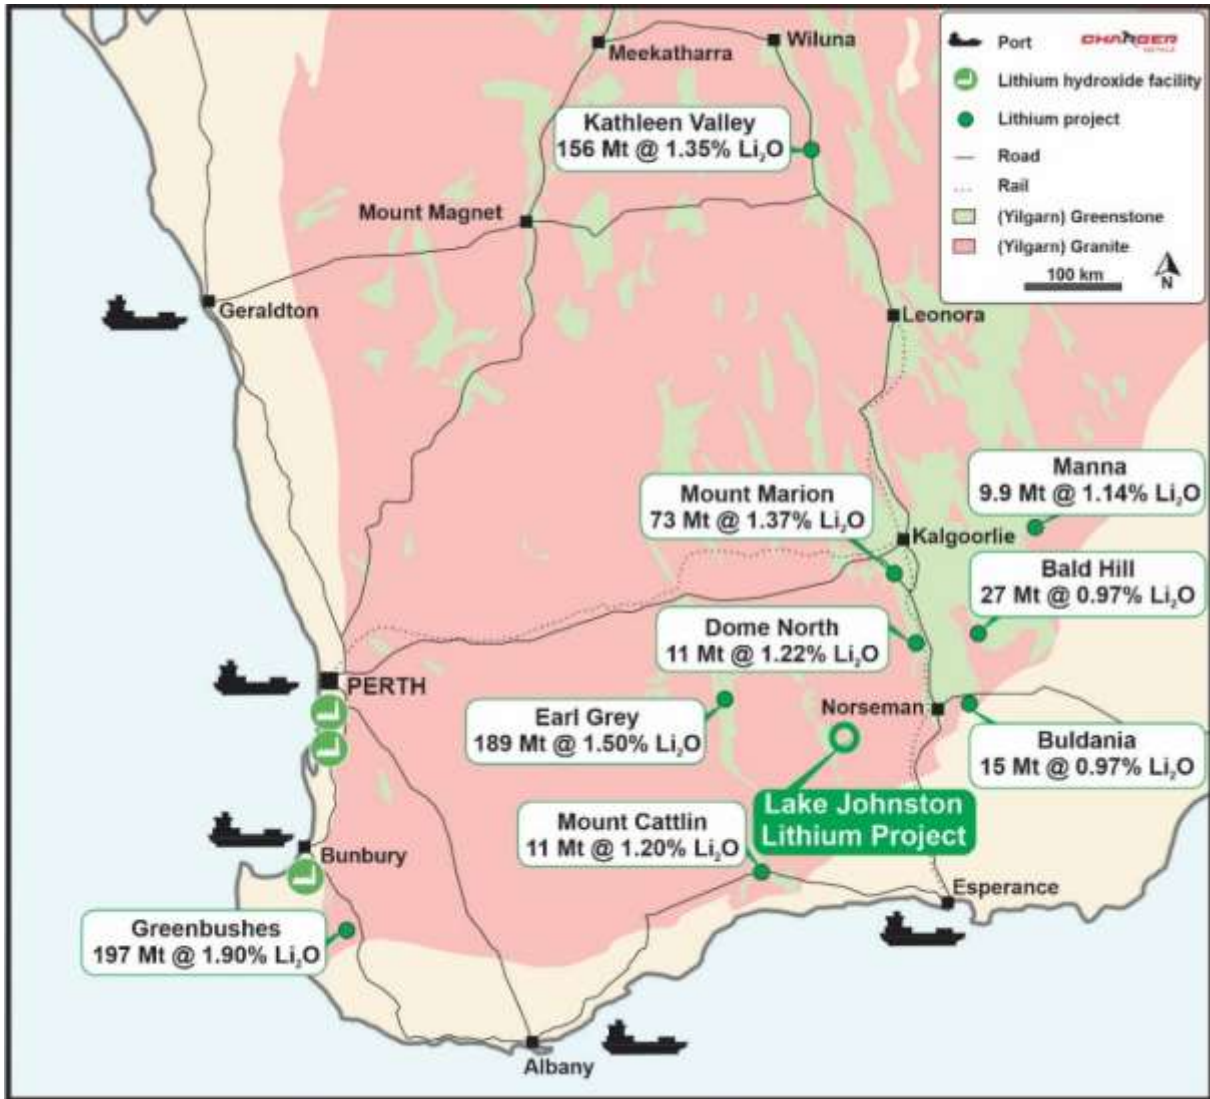 Meekatharra
Wiluna
Port
CHARGER
METALS
Lithium hydroxide facility
Lithium project
Road
Rail
(Yilgarn) Greenstone
(Yilgarn) Granite
100 km
N
Kathleen Valley
156 Mt @ 1.35% Li₂O
Mount Magnet
Geraldton
Leonora
Manna
9.9 Mt @ 1.14% Li₂O
Mount Marion
73 Mt @ 1.37% Li₂O
Kalgoorlie
Bald Hill
27 Mt @ 0.97% Li₂O
Dome North
11 Mt @ 1.22% Li₂O
PERTH
L
L
Earl Grey
189 Mt @ 1.50% Li₂O
Norseman
Buldania
15 Mt @ 0.97% Li₂O
Lake Johnston
Lithium Project
Mount Cattlin
11 Mt @ 1.20% Li₂O
Bunbury
L
Esperance
Greenbushes
197 Mt @ 1.90% Li₂O
Albany